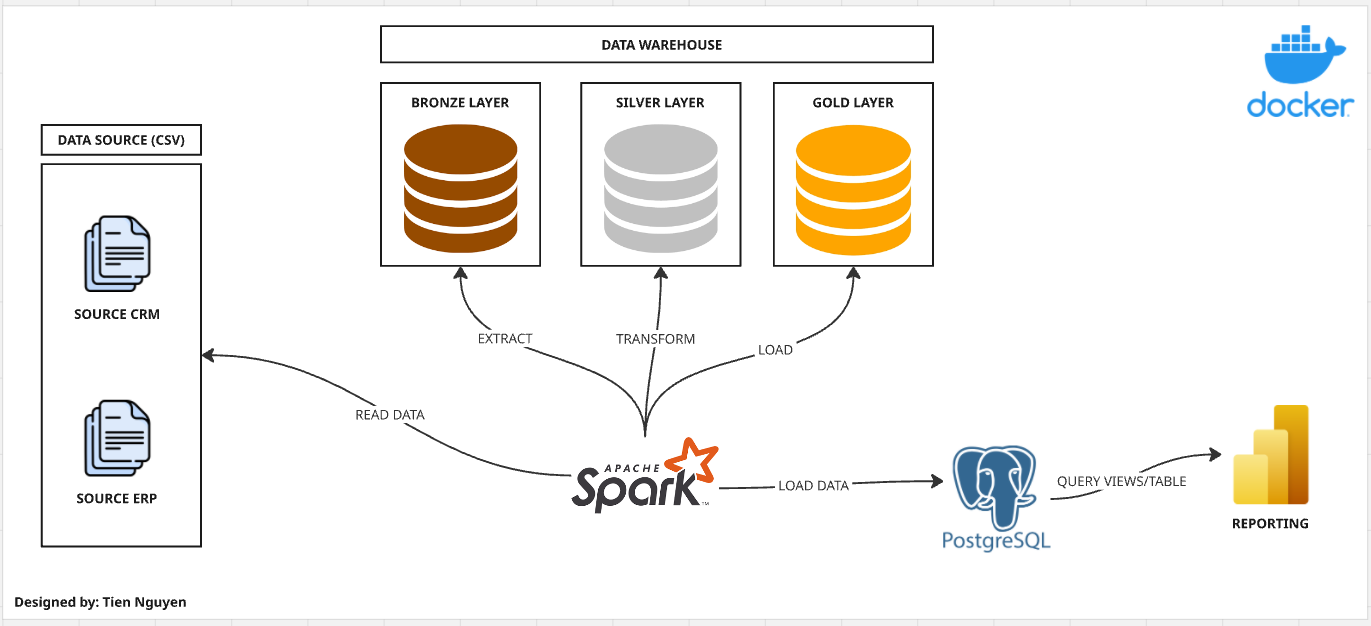 DATA WAREHOUSE
docker
BRONZE LAYER
SILVER LAYER
GOLD LAYER
DATA SOURCE (CSV)
SOURCE CRM
EXTRACT
TRANSFORM
LOAD
READ DATA
APACHE
Spark™
SOURCE ERP
LOAD DATA
QUERY VIEWS/TABLE
PostgreSQL
REPORTING
Designed by: Tien Nguyen